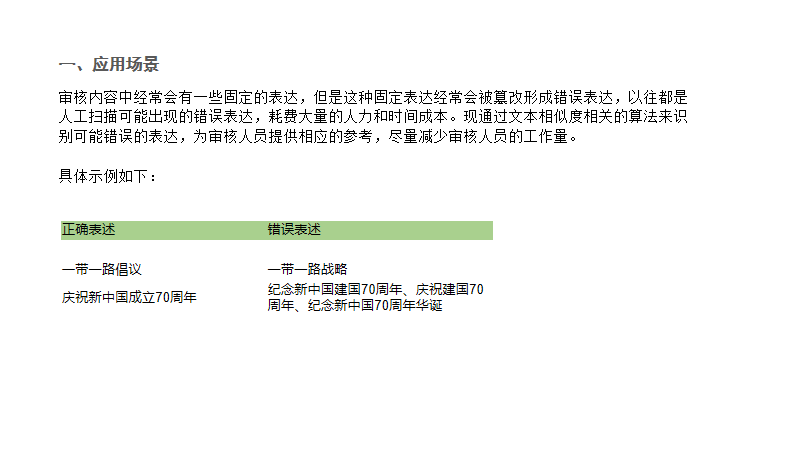 一、应用场景
审核内容中经常会有一些固定的表达，但是这种固定表达经常会被篡改形成错误表达，以往都是
人工扫描可能出现的错误表达，耗费大量的人力和时间成本。现通过文本相似度相关的算法来识
别可能错误的表达，为审核人员提供相应的参考，尽量减少审核人员的工作量。
具体示例如下：
正确表述 错误表述
一带一路倡议 一带一路战略
庆祝新中国成立70周年 纪念新中国建国70周年、庆祝建国70
周年、纪念新中国70周年华诞